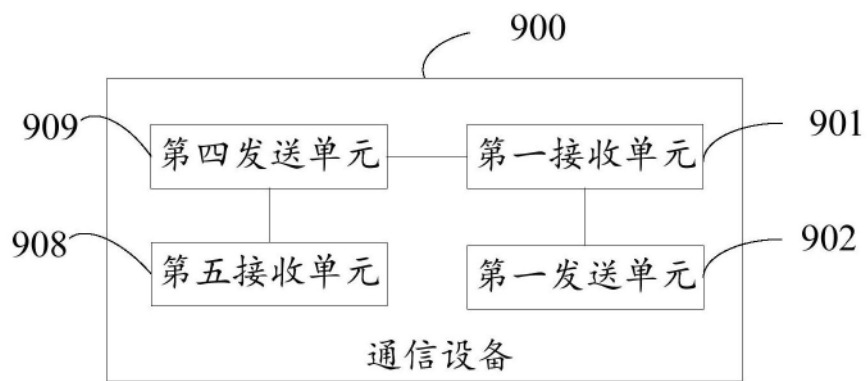 900
909
第四发送单元
第一接收单元
901
908
第五接收单元
第一发送单元
902
通信设备